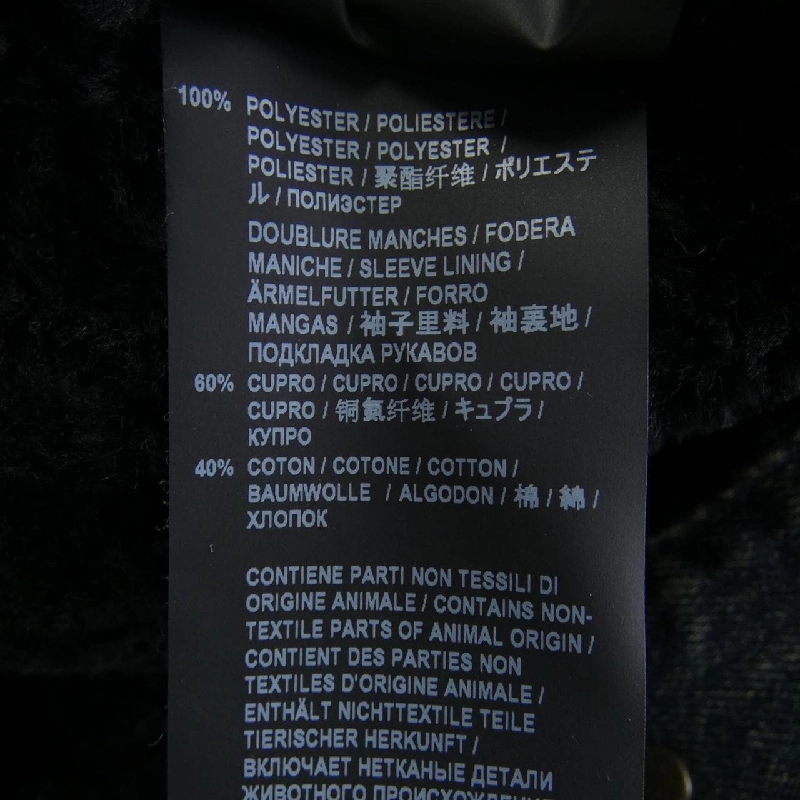 100% POLYESTER / POLIESTERE /
POLYESTER / POLYESTER /
POLIESTER / 聚酯纤维 / ポリエステ
ル / ПОЛИЭСТЕР
DOUBLURE MANCHES / FODERA
MANICHE / SLEEVE LINING /
ÄRMELFUTTER / FORRO
MANGAS / 袖子里料 / 袖裏地 /
ПОДКЛАДКА РУКАВОВ
60% CUPRO / CUPRO / CUPRO / CUPRO /
CUPRO / 铜氨纤维 / キュプラ /
КУПРО
40% COTON / COTONE / COTTON /
BAUMWOLLE / ALGODON / 棉 / 綿 /
ХЛОПОК
CONTIENE PARTI NON TESSILI DI
ORIGINE ANIMALE / CONTAINS NON-
TEXTILE PARTS OF ANIMAL ORIGIN /
CONTIENT DES PARTIES NON
TEXTILES D'ORIGINE ANIMALE /
ENTHÄLT NICHTTEXTILE TEILE
TIERISCHER HERKUNFT /
ВКЛЮЧАЕТ НЕТКАНЫЕ ДЕТАЛИ
ЖИВОТНОГО ПРОИСХОЖДЕНИЯ